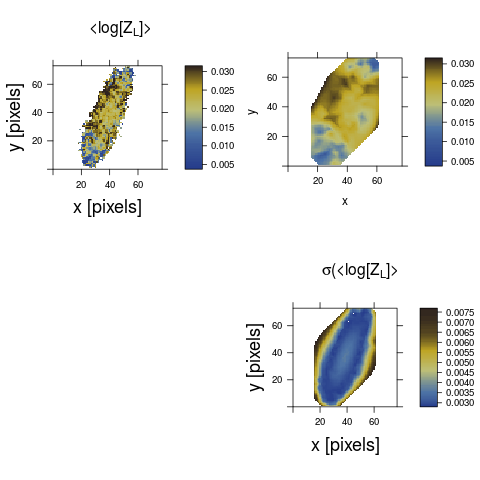 <log[Z_L]>
y [pixels]
60
40
20
20 40 60
x [pixels]
0.030
0.025
0.020
0.015
0.010
0.005
y
60
40
20
20 40 60
x
0.030
0.025
0.020
0.015
0.010
0.005
σ(<log[Z_L]>
y [pixels]
60
40
20
20 40 60
x [pixels]
0.0075
0.0070
0.0065
0.0060
0.0055
0.0050
0.0045
0.0040
0.0035
0.0030